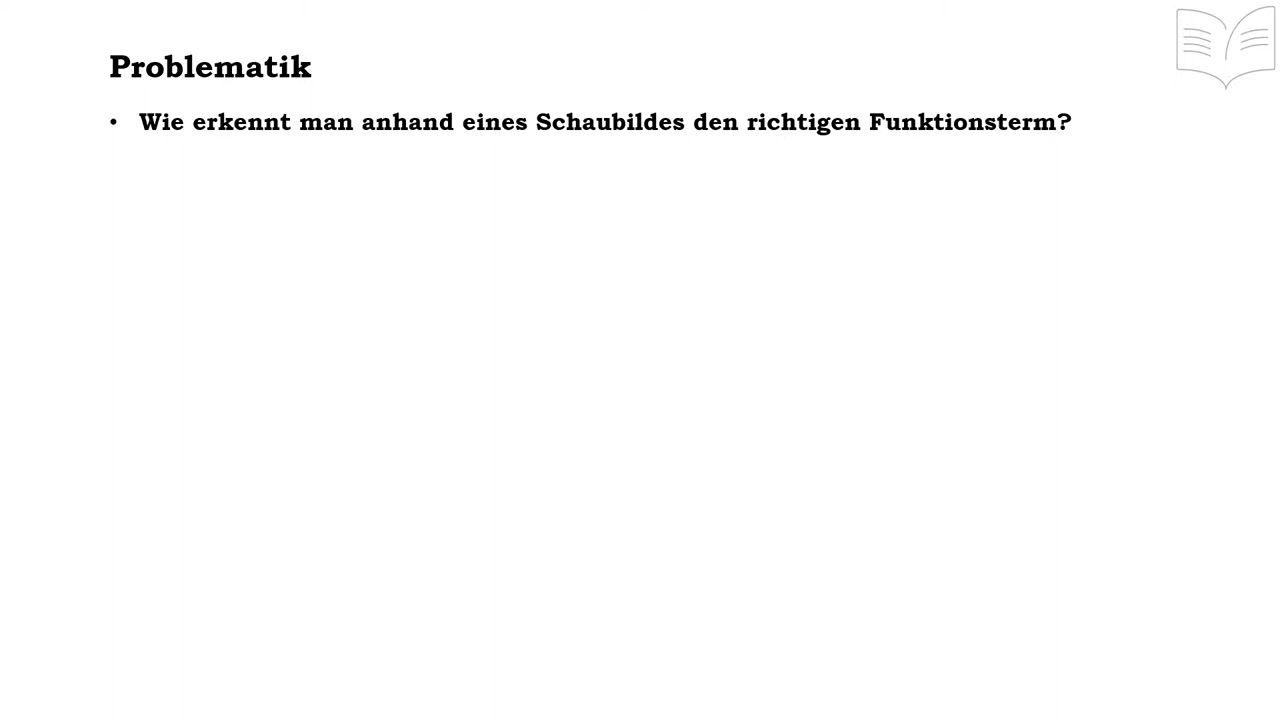 Problematik
• Wie erkennt man anhand eines Schaubildes den richtigen Funktionsterm?